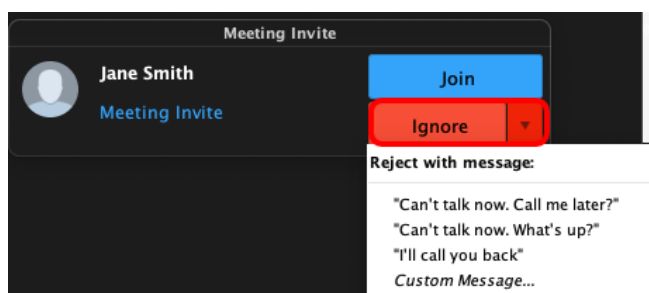 Meeting Invite
Jane Smith
Join
Meeting Invite
Ignore
Reject with message:
"Can't talk now. Call me later?"
"Can't talk now. What's up?"
"I'll call you back"
Custom Message...